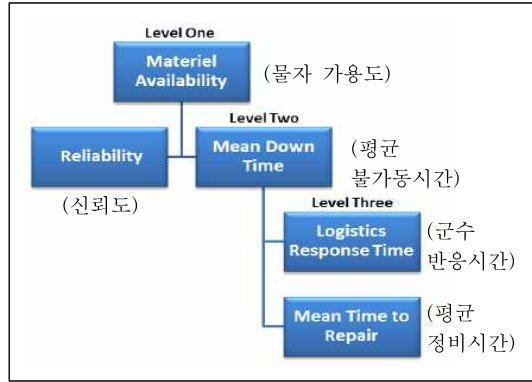 Level One
Materiel
Availability
(물자 가용도)
Level Two
Reliability
(신뢰도)
Mean Down
Time
(평균
불가동시간)
Level Three
Logistics
Response Time
(군수
반응시간)
Mean Time to
Repair
(평균
정비시간)